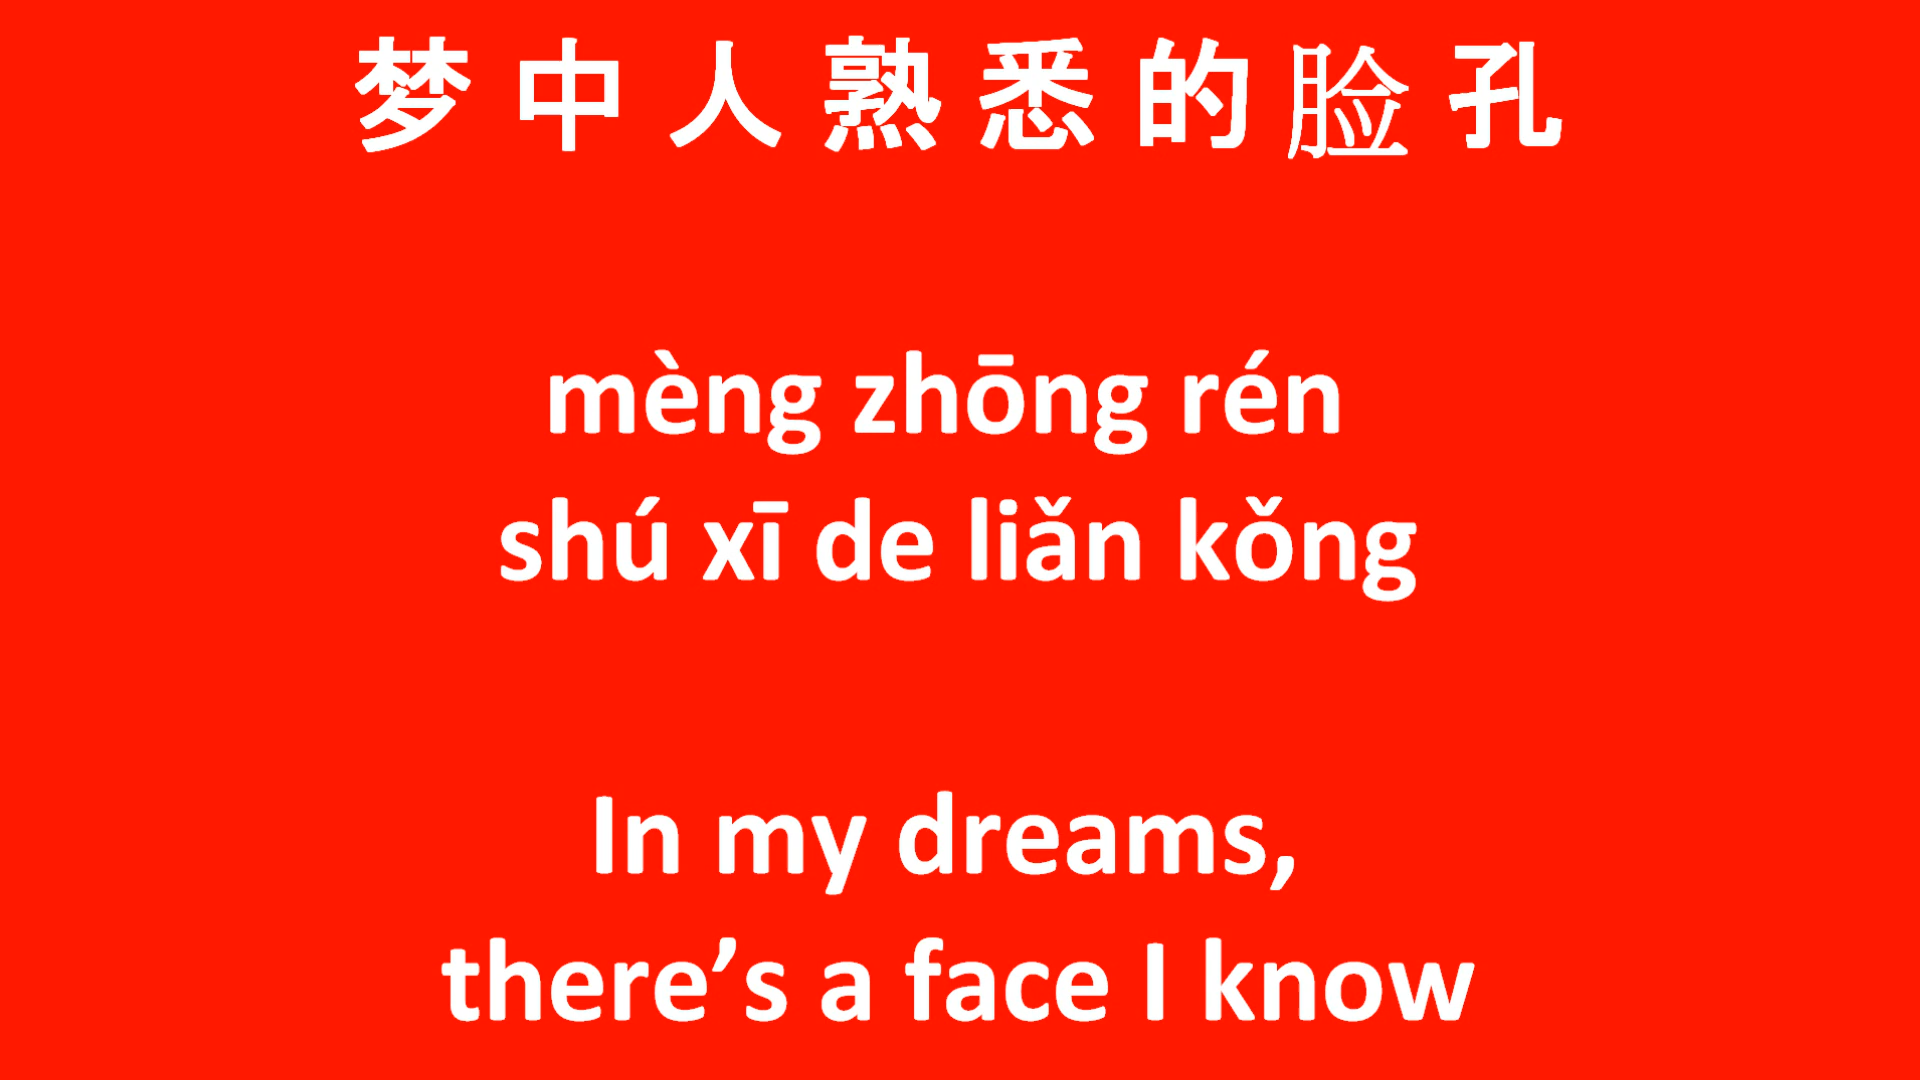 梦中人熟悉的脸孔
mèng zhōng rén
shú xī de liǎn kǒng
In my dreams,
there’s a face I know